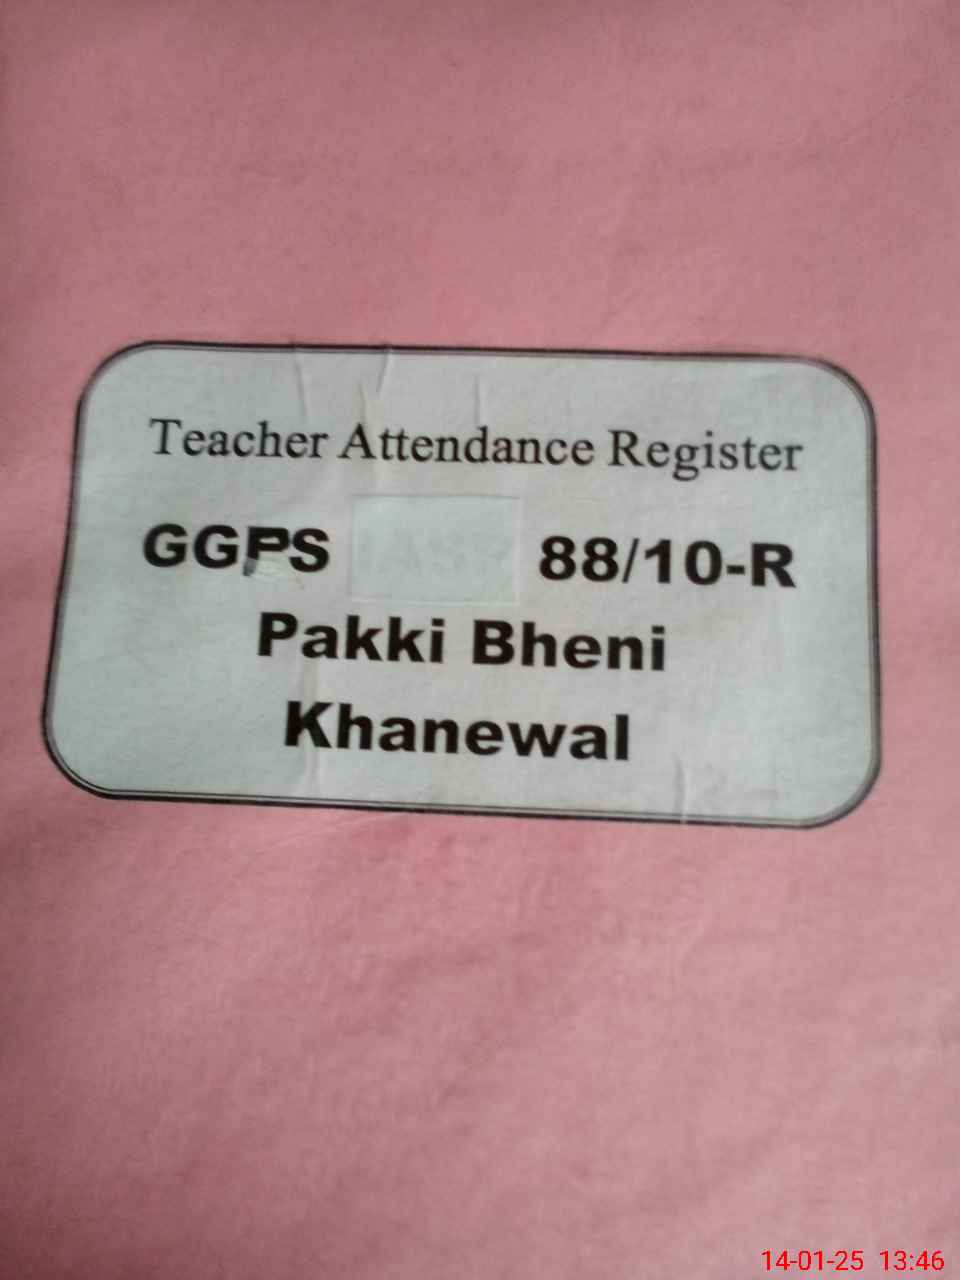 Teacher Attendance Register
GGPS 88/10-R
Pakki Bheni
Khanewal
14-01-25 13:46